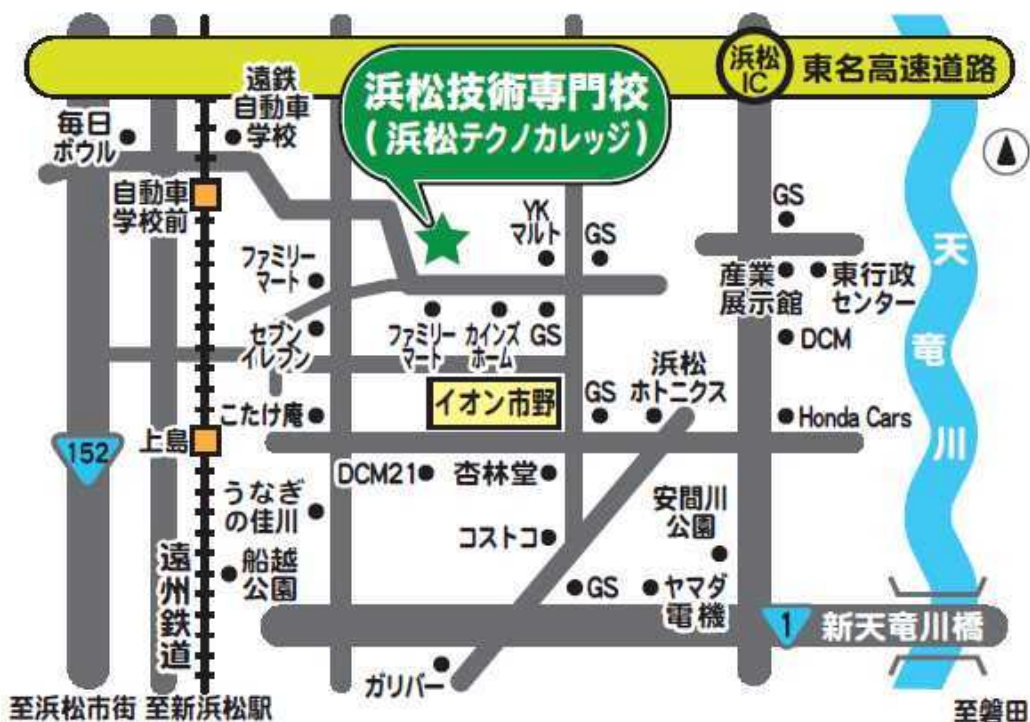 浜松
IC
東名高速道路
浜松技術専門校
(浜松テクノカレッジ)
遠鉄
自動車
学校
毎日
ボウル
自動車
学校前
YK
マルト
GS
GS
ファミリー
マート
産業
展示館
東行政
センター
天竜川
セブン
イレブン
ファミリー
マート
カインズ
ホーム
GS
DCM
浜松
ホトニクス
イオン市野
GS
こたけ庵
Honda Cars
上島
152
DCM21
杏林堂
うなぎ
の佳川
安間川
公園
コストコ
船越
公園
遠州鉄道
GS
ヤマダ
電機
1
新天竜川橋
ガリバー
至浜松市街
至新浜松駅
至磐田